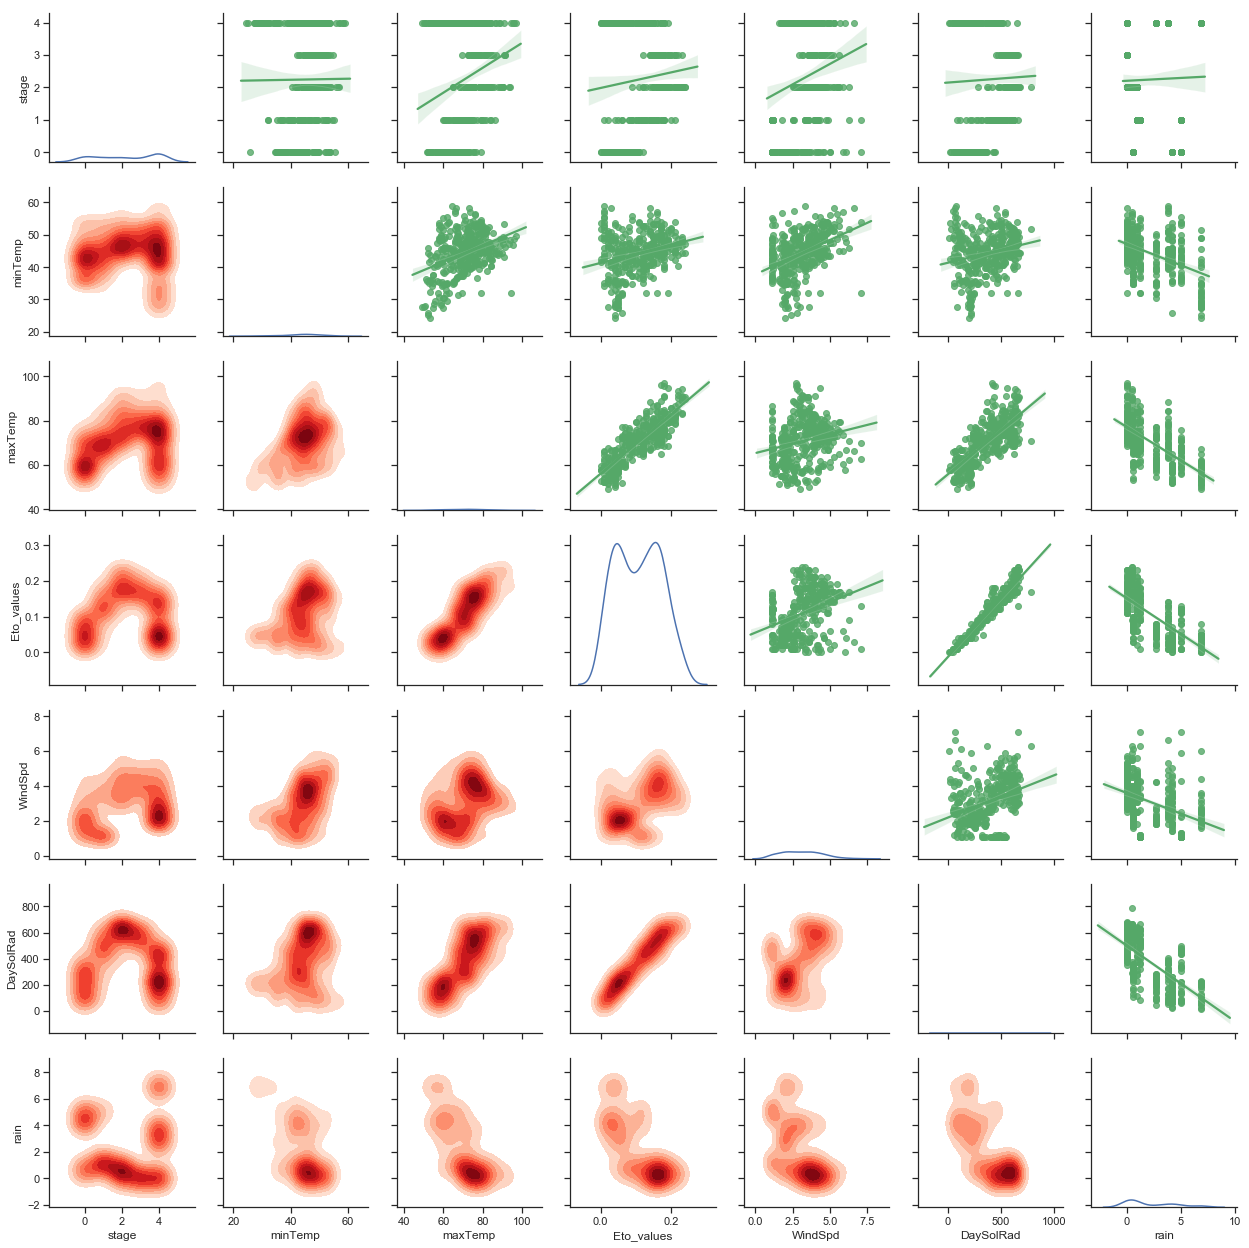 4
3
2
1
0
stage
60
50
40
30
20
minTemp
100
80
60
40
maxTemp
0.3
0.2
0.1
0.0
Eto_values
8
6
4
2
0
WindSpd
800
600
400
200
0
DaySolRad
8
6
4
2
0
−2
rain
0 2 4
20 40 60
40 60 80 100
0.0 0.2
0.0 2.5 5.0 7.5
0 500 1000
0 5 10
stage minTemp maxTemp Eto_values WindSpd DaySolRad rain